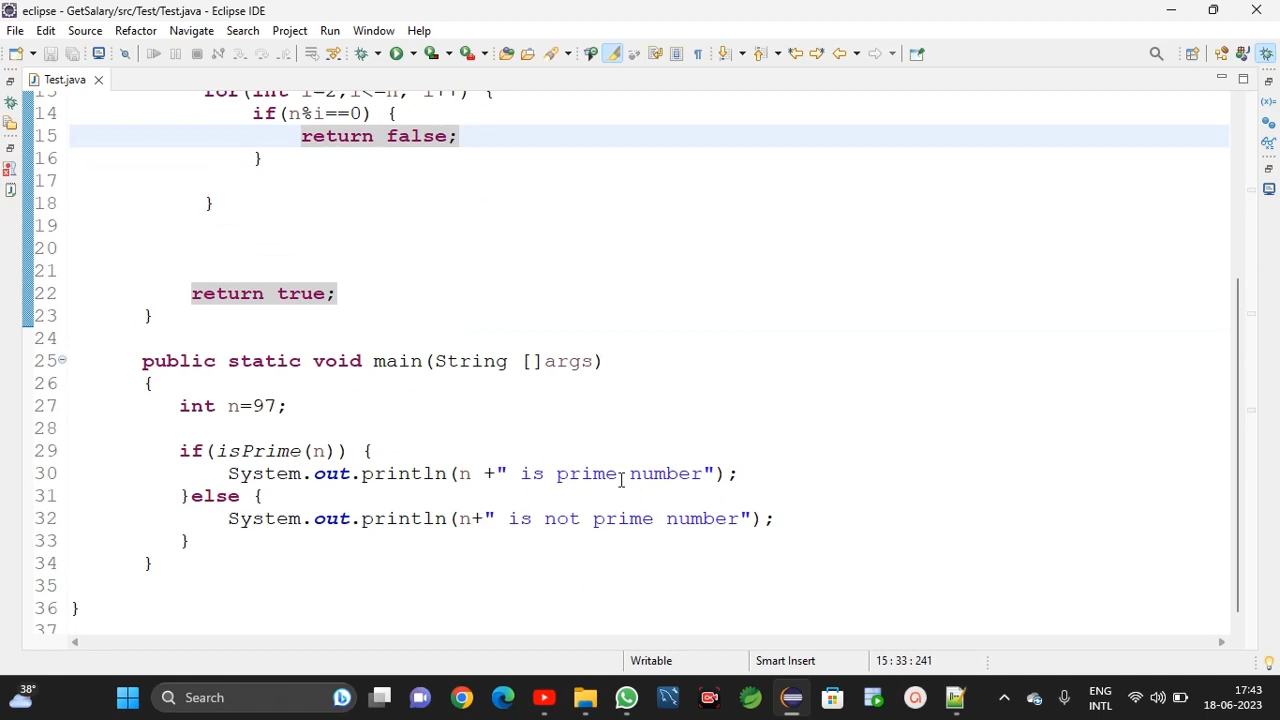 eclipse - GetSalary/src/Test/Test.java - Eclipse IDE
File Edit Source Refactor Navigate Search Project Run Window Help
Test.java
14 if(n%i==0) {
15 return false;
16 }
17
18 }
19
20
21
22 return true;
23 }
24
25 public static void main(String []args)
26 {
27 int n=97;
28
29 if(isPrime(n)) {
30 System.out.println(n +" is prime number");
31 }else {
32 System.out.println(n+" is not prime number");
33 }
34 }
35
36 }
37
Writable Smart Insert 15 : 33 : 241
38° Search ENG INTL 17:43 18-06-2023